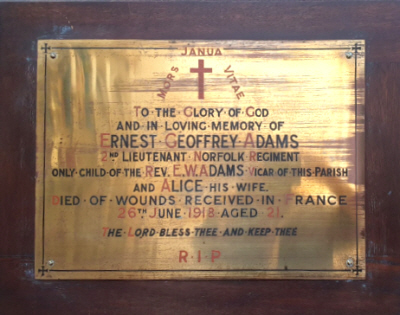 MORS JANUA VITAE
TO · THE · GLORY · OF · GOD
AND · IN · LOVING · MEMORY · OF
ERNEST · GEOFFREY · ADAMS
2ND LIEUTENANT · NORFOLK · REGIMENT
ONLY · CHILD · OF · THE · REV. E.W.ADAMS · VICAR · OF · THIS · PARISH
AND · ALICE · HIS · WIFE.
DIED · OF · WOUNDS · RECEIVED · IN · FRANCE
26TH JUNE · 1918 · AGED · 21.
THE · LORD · BLESS · THEE · AND · KEEP · THEE
R · I · P